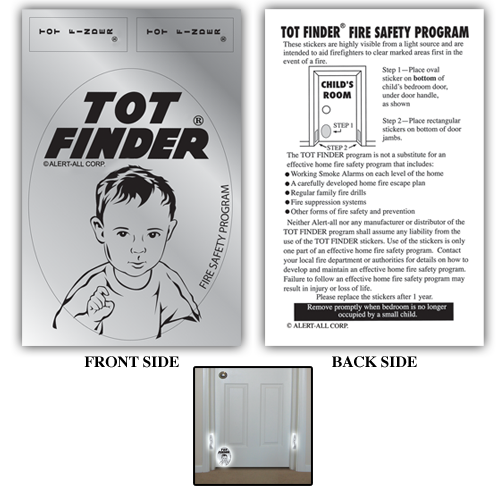 TOT FINDER®
TOT FINDER®
TOT
FINDER®
© ALERT-ALL CORP.
FIRE SAFETY PROGRAM
FRONT SIDE
TOT FINDER® FIRE SAFETY PROGRAM
These stickers are highly visible from a light source and are
intended to aid firefighters to clear marked areas first in the
event of a fire.
CHILD'S
ROOM
STEP 1
STEP 2
Step 1—Place oval
sticker on bottom of
child's bedroom door,
under door handle,
as shown
Step 2—Place rectangular
stickers on bottom of door
jambs.
The TOT FINDER program is not a substitute for an
effective home fire safety program that includes:
● Working Smoke Alarms on each level of the home
● A carefully developed home fire escape plan
● Regular family fire drills
● Fire suppression systems
● Other forms of fire safety and prevention
Neither Alert-all nor any manufacturer or distributor of the
TOT FINDER program shall assume any liability from the
use of the TOT FINDER stickers. Use of the stickers is only
one part of an effective home fire safety program. Contact
your local fire department or authorities for details on how to
develop and maintain an effective home fire safety program.
Failure to follow an effective home fire safety program may
result in injury or loss of life.
Please replace the stickers after 1 year.
Remove promptly when bedroom is no longer
occupied by a small child.
© ALERT-ALL CORP.
BACK SIDE
TOT
FINDER